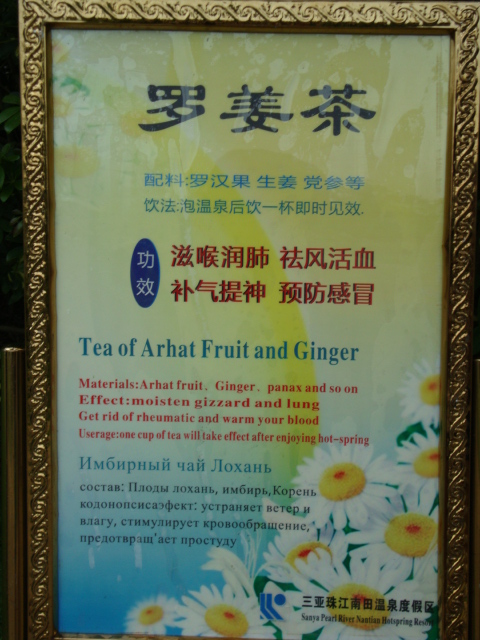 罗姜茶
配料:罗汉果 生姜 党参等
饮法:泡温泉后饮一杯即时见效.
功效
滋喉润肺 祛风活血
补气提神 预防感冒
Tea of Arhat Fruit and Ginger
Materials:Arhat fruit、Ginger、panax and so on
Effect:moisten gizzard and lung
Get rid of rheumatic and warm your blood
Userage:one cup of tea will take effect after enjoying hot-spring
Имбирный чай Лохань
состав: Плоды лохань, имбирь,Корень
кодонопсисаэфект: устраняет ветер и
влагу, стимулирует кровообращение,
предотвращ'ает простуду
三亚珠江南田温泉度假区
Sanya Pearl River Nantian Hotspring Resort